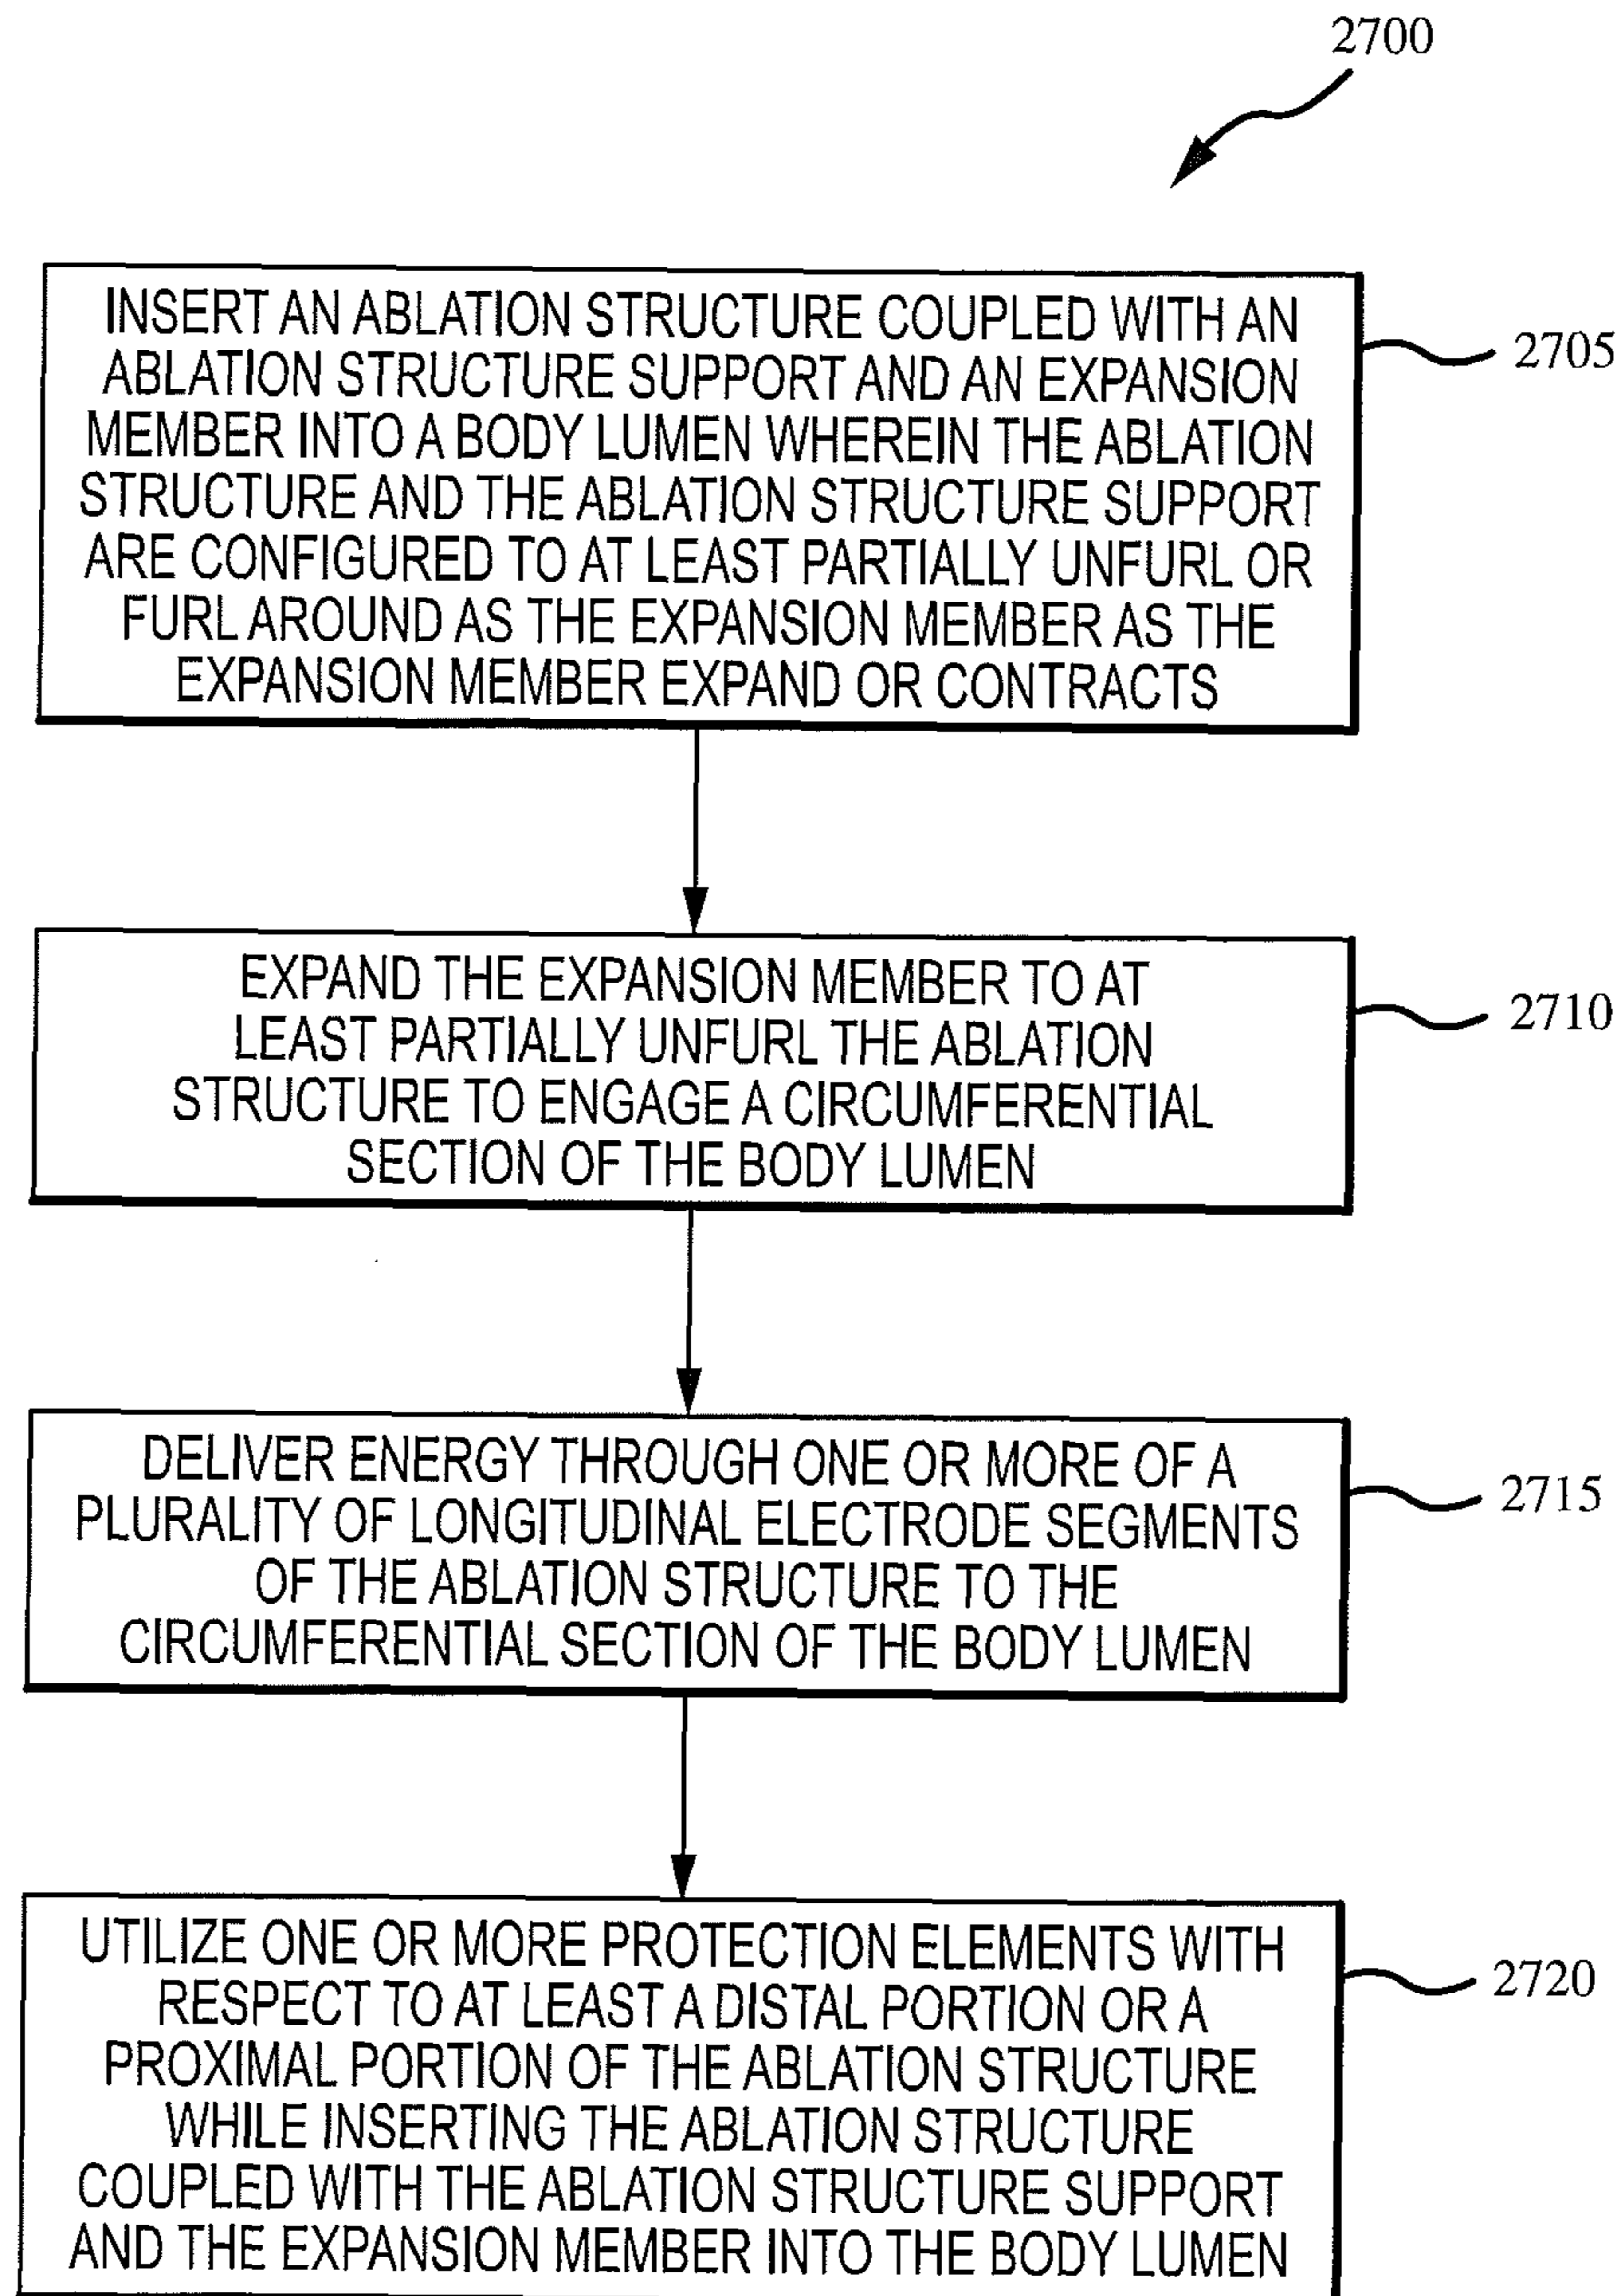 2700
INSERT AN ABLATION STRUCTURE COUPLED WITH AN
ABLATION STRUCTURE SUPPORT AND AN EXPANSION
MEMBER INTO A BODY LUMEN WHEREIN THE ABLATION
STRUCTURE AND THE ABLATION STRUCTURE SUPPORT
ARE CONFIGURED TO AT LEAST PARTIALLY UNFURL OR
FURL AROUND AS THE EXPANSION MEMBER AS THE
EXPANSION MEMBER EXPAND OR CONTRACTS
2705
EXPAND THE EXPANSION MEMBER TO AT
LEAST PARTIALLY UNFURL THE ABLATION
STRUCTURE TO ENGAGE A CIRCUMFERENTIAL
SECTION OF THE BODY LUMEN
2710
DELIVER ENERGY THROUGH ONE OR MORE OF A
PLURALITY OF LONGITUDINAL ELECTRODE SEGMENTS
OF THE ABLATION STRUCTURE TO THE
CIRCUMFERENTIAL SECTION OF THE BODY LUMEN
2715
UTILIZE ONE OR MORE PROTECTION ELEMENTS WITH
RESPECT TO AT LEAST A DISTAL PORTION OR A
PROXIMAL PORTION OF THE ABLATION STRUCTURE
WHILE INSERTING THE ABLATION STRUCTURE
COUPLED WITH THE ABLATION STRUCTURE SUPPORT
AND THE EXPANSION MEMBER INTO THE BODY LUMEN
2720